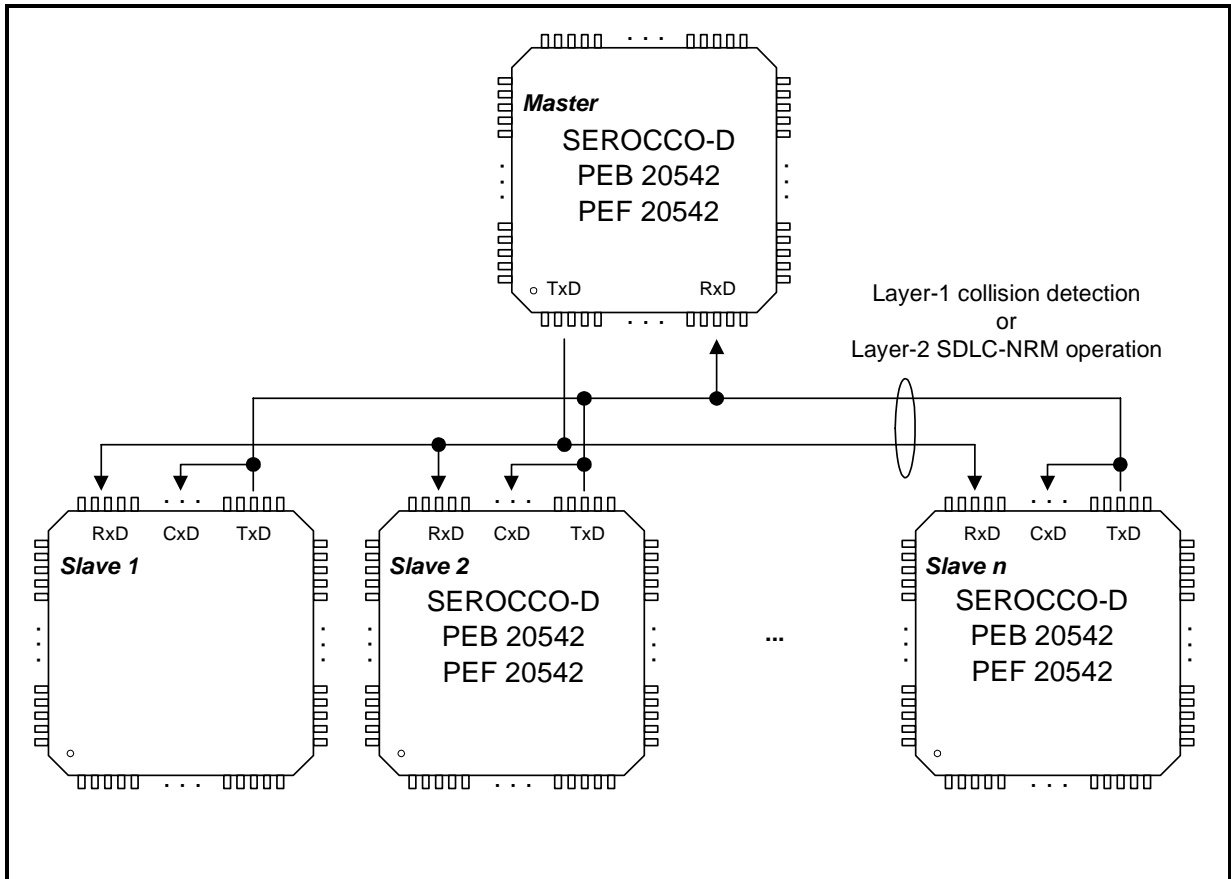 Master
SEROCCO-D
PEB 20542
PEF 20542
TxD RxD
Layer-1 collision detection
or
Layer-2 SDLC-NRM operation
RxD CxD TxD
Slave 1
RxD CxD TxD
Slave 2
SEROCCO-D
PEB 20542
PEF 20542
...
RxD CxD TxD
Slave n
SEROCCO-D
PEB 20542
PEF 20542